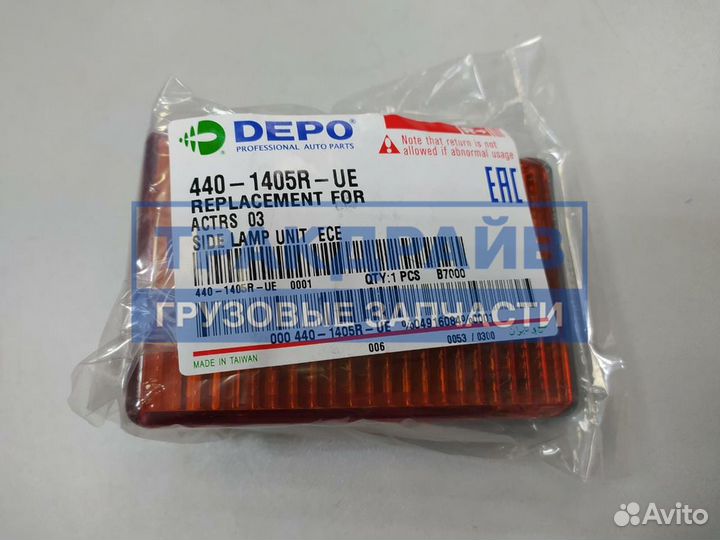 DEPO
PROFESSIONAL AUTO PARTS
Note that return is not
allowed if abnormal usage
440-1405R-UE
REPLACEMENT FOR
ACTRS 03
SIDE LAMP UNIT ECE
EAC
ТРАКДРАЙВ
440-1405R-UE 0001
QTY:1 PCS B7000
ГРУЗОВЫЕ ЗАПЧАСТИ
000 440-1405R-UE
006
0053 / 0300
MADE IN TAIWAN
Avito